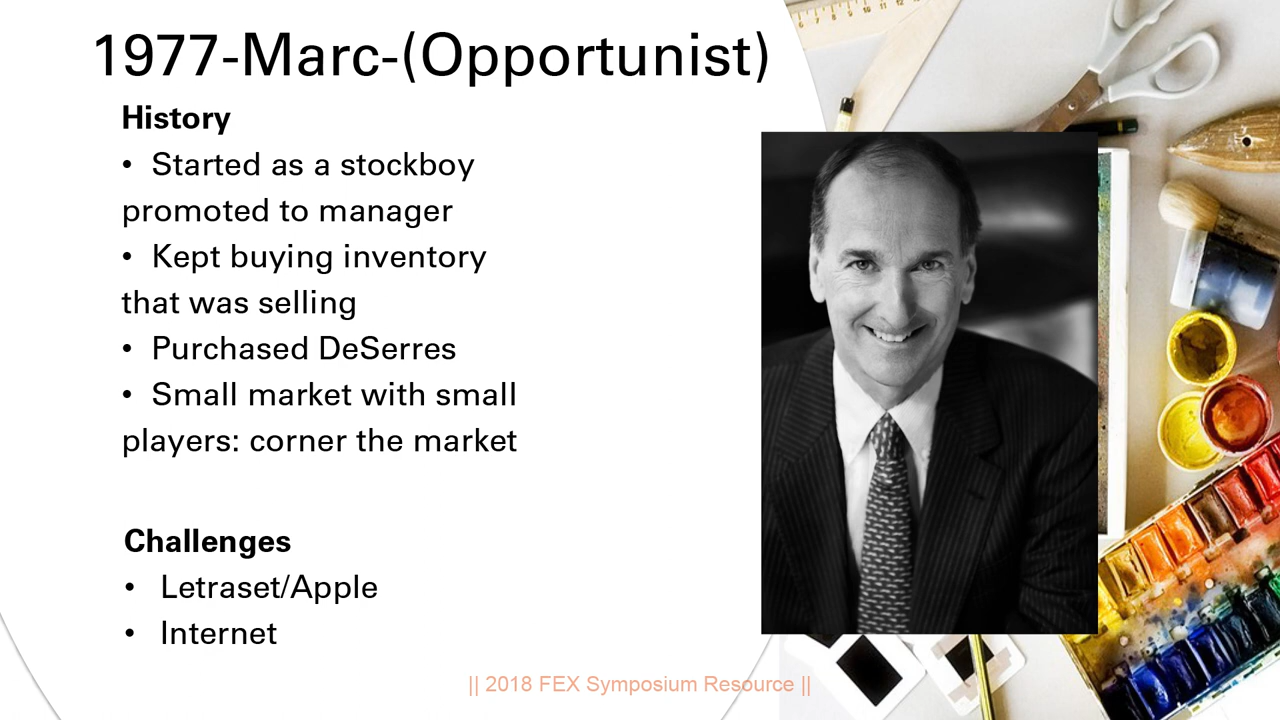 1977-Marc-(Opportunist)
History
• Started as a stockboy
promoted to manager
• Kept buying inventory
that was selling
• Purchased DeSerres
• Small market with small
players: corner the market
Challenges
• Letraset/Apple
• Internet
|| 2018 FEX Symposium Resource ||